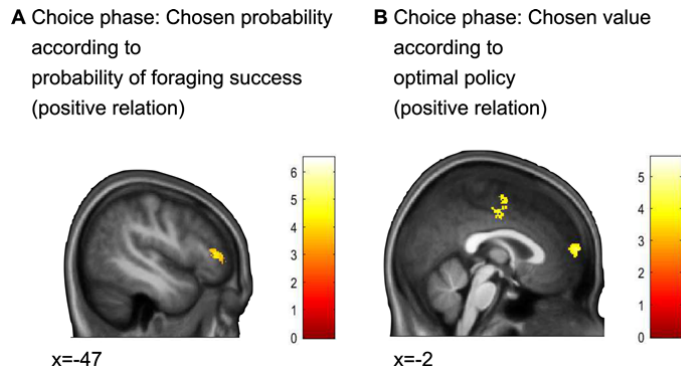 A Choice phase: Chosen probability
according to
probability of foraging success
(positive relation)
6
5
4
3
2
1
0
x=-47
B Choice phase: Chosen value
according to
optimal policy
(positive relation)
5
4
3
2
1
0
x=-2